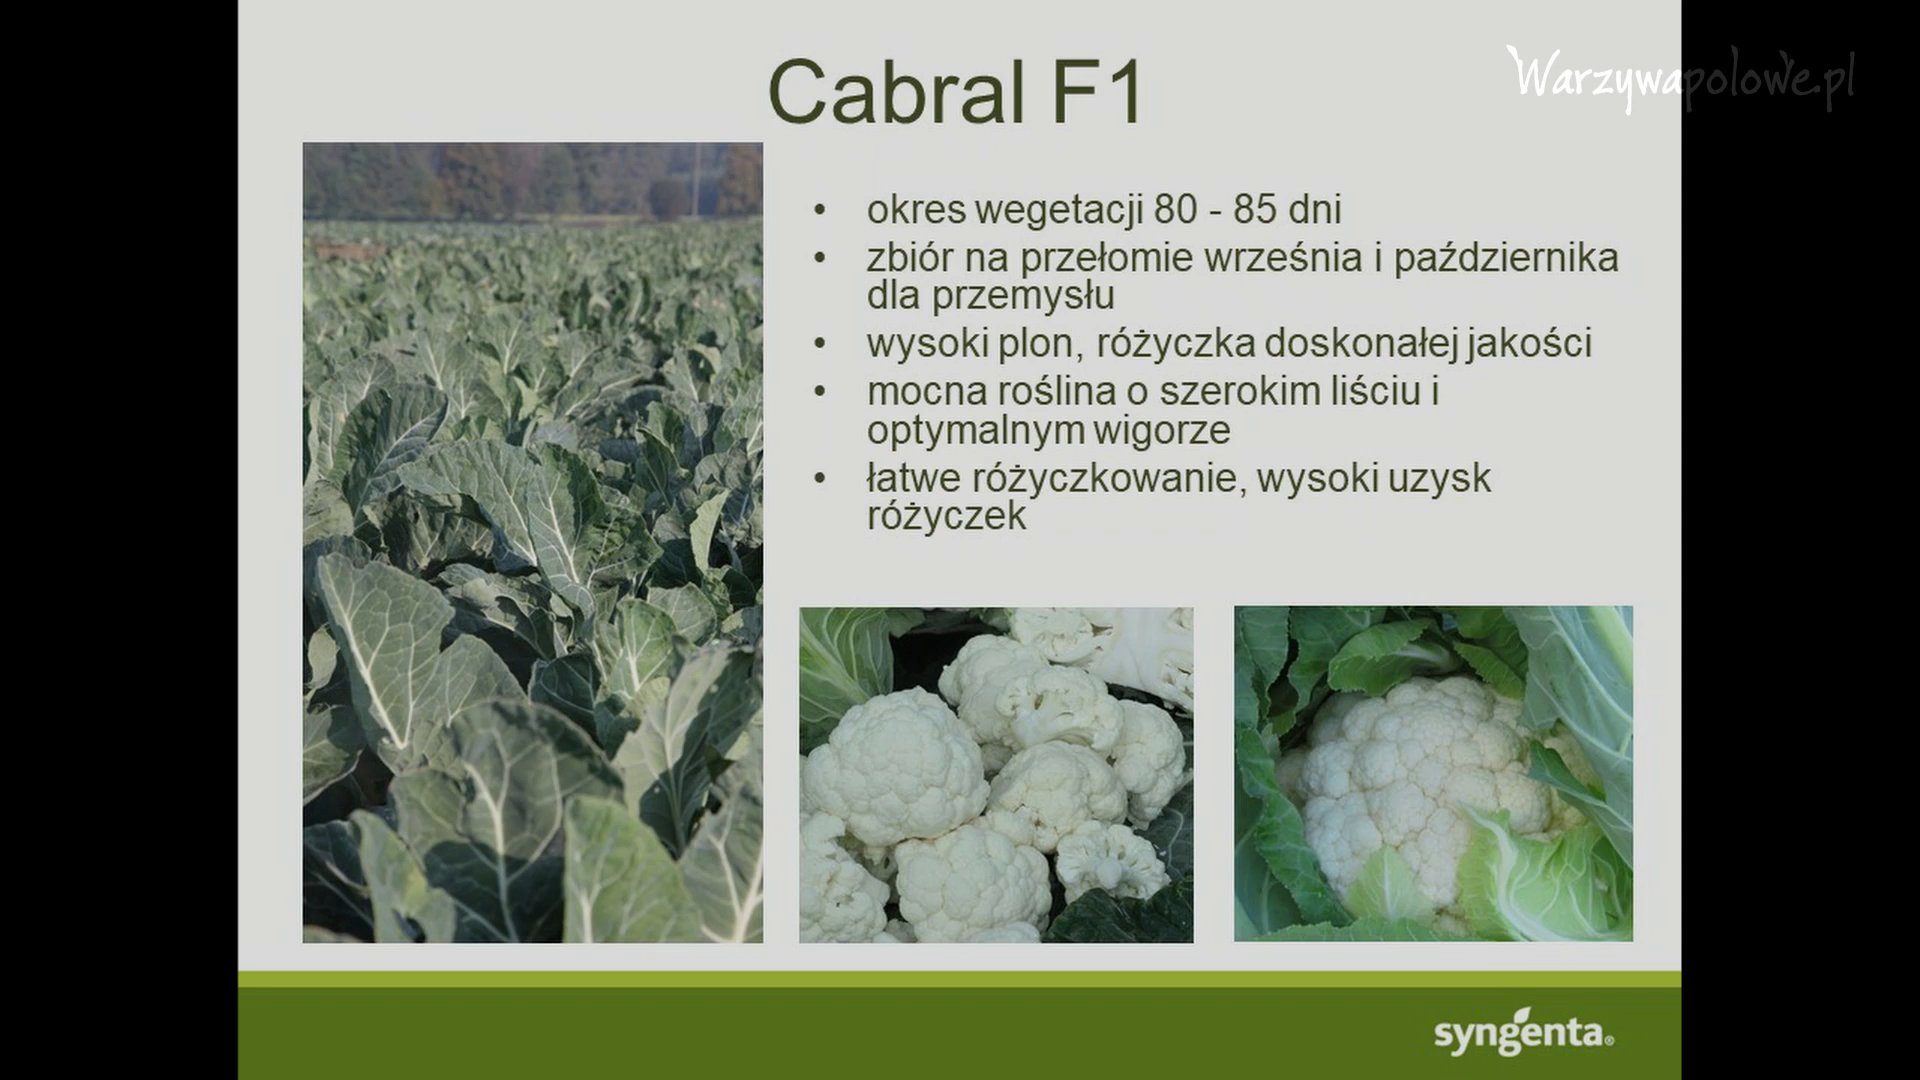 Cabral F1
Warzywapolowe.pl
• okres wegetacji 80 - 85 dni
• zbiór na przełomie września i października
dla przemysłu
• wysoki plon, różyczka doskonałej jakości
• mocna roślina o szerokim liściu i
optymalnym wigorze
• łatwe różyczkowanie, wysoki uzysk
różyczek
syngenta®